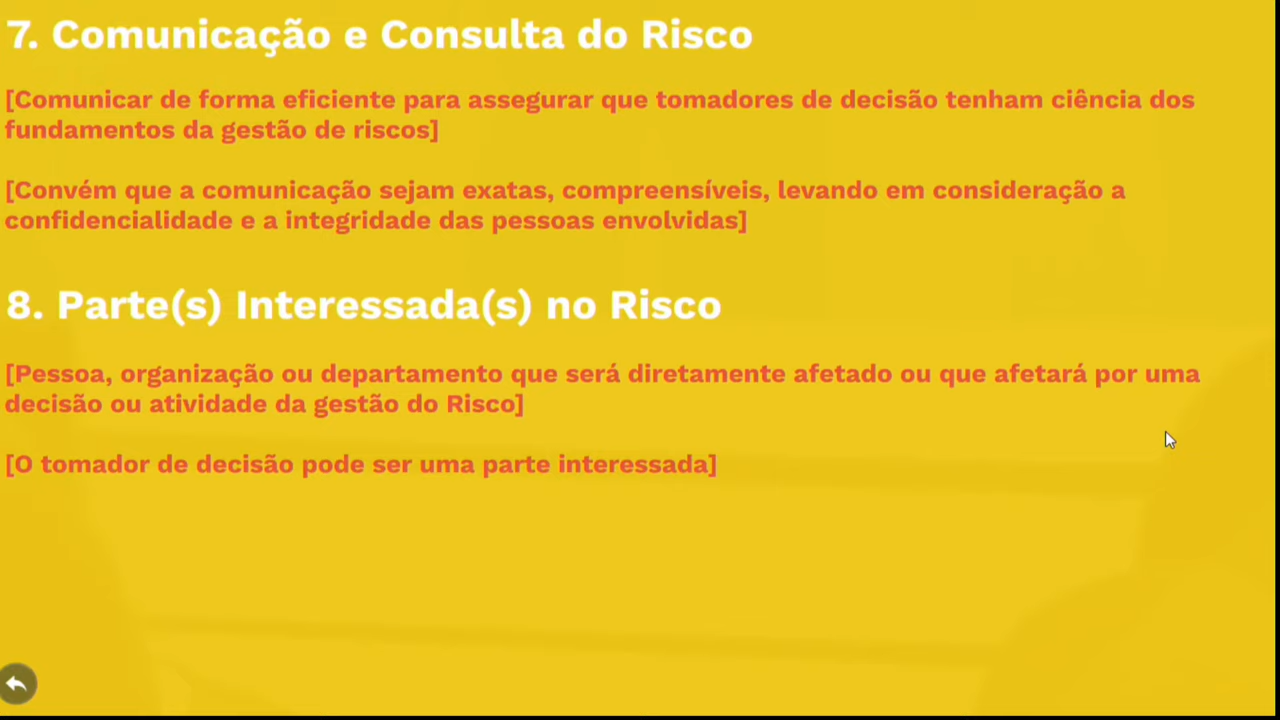 7. Comunicação e Consulta do Risco
[Comunicar de forma eficiente para assegurar que tomadores de decisão tenham ciência dos
fundamentos da gestão de riscos]
[Convém que a comunicação sejam exatas, compreensíveis, levando em consideração a
confidencialidade e a integridade das pessoas envolvidas]
8. Parte(s) Interessada(s) no Risco
[Pessoa, organização ou departamento que será diretamente afetado ou que afetará por uma
decisão ou atividade da gestão do Risco]
[O tomador de decisão pode ser uma parte interessada]